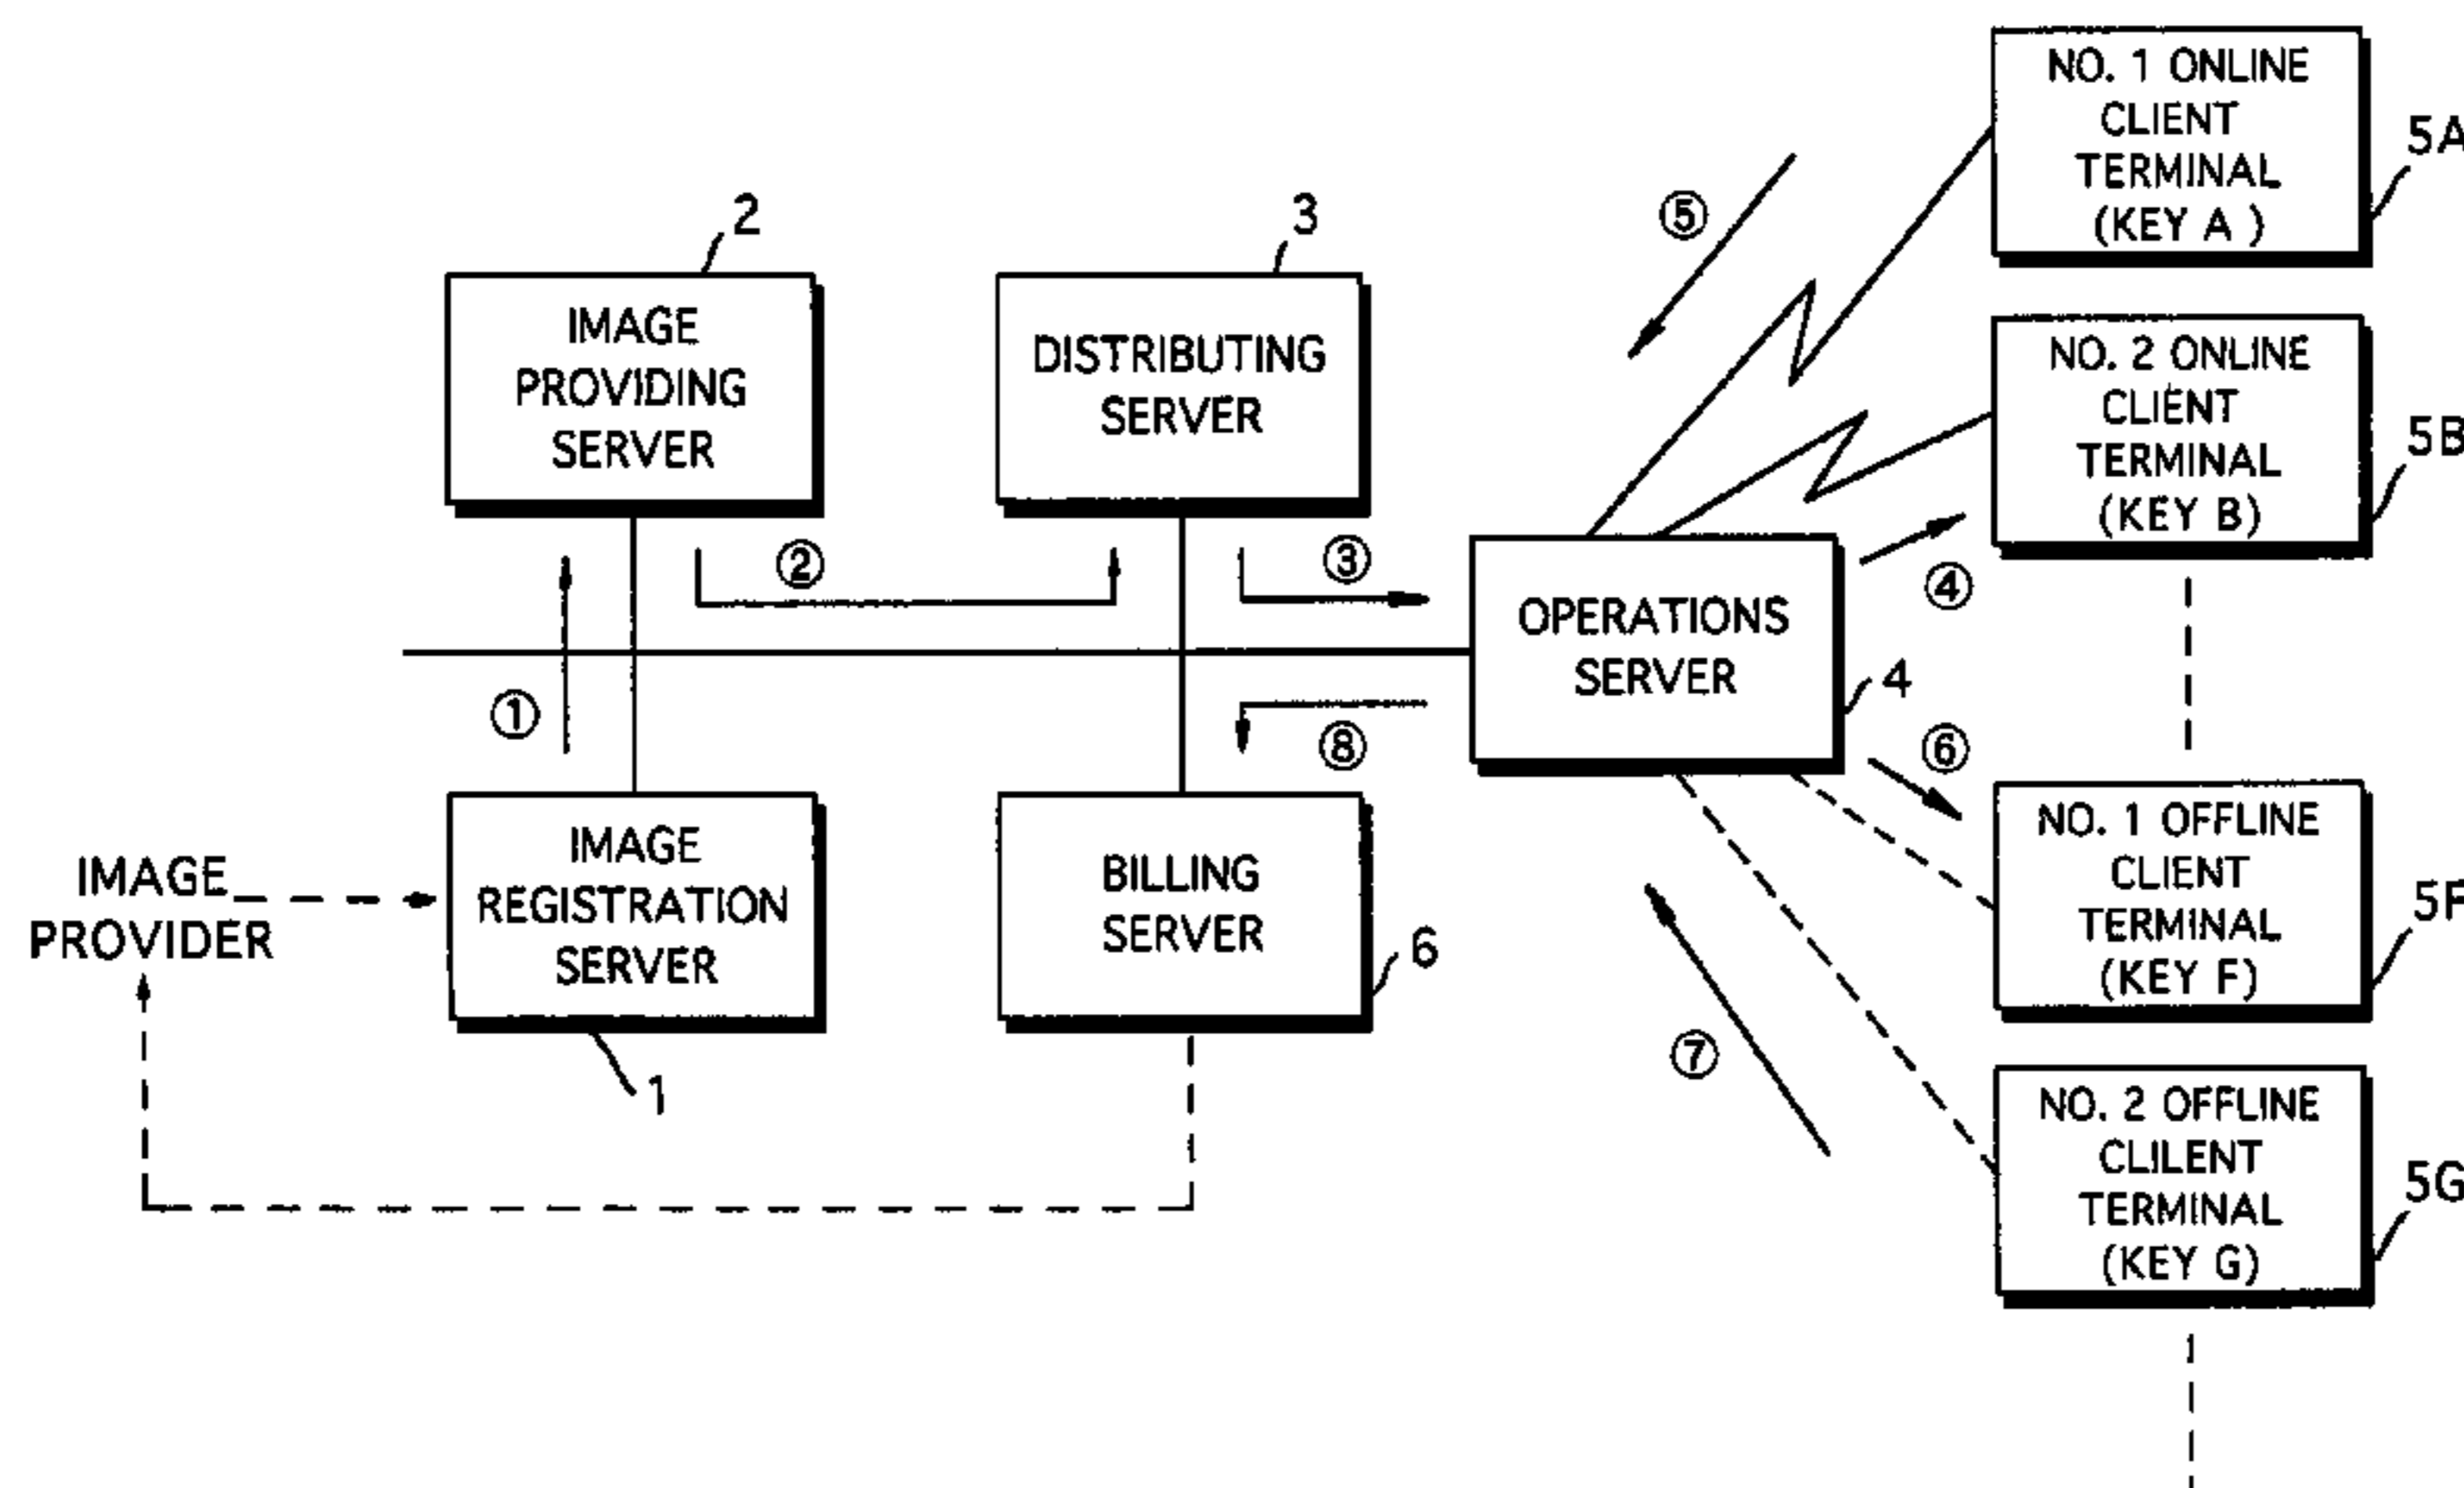 NO. 1 ONLINE
CLIENT
TERMINAL
(KEY A )
5A
2
3
⑤
IMAGE
PROVIDING
SERVER
DISTRIBUTING
SERVER
NO. 2 ONLINE
CLIENT
TERMINAL
(KEY B)
5B
②
③
④
OPERATIONS
SERVER
4
①
⑧
⑥
IMAGE
PROVIDER
IMAGE
REGISTRATION
SERVER
1
BILLING
SERVER
6
NO. 1 OFFLINE
CLIENT
TERMINAL
(KEY F)
5F
⑦
NO. 2 OFFLINE
CLILENT
TERMINAL
(KEY G)
5G